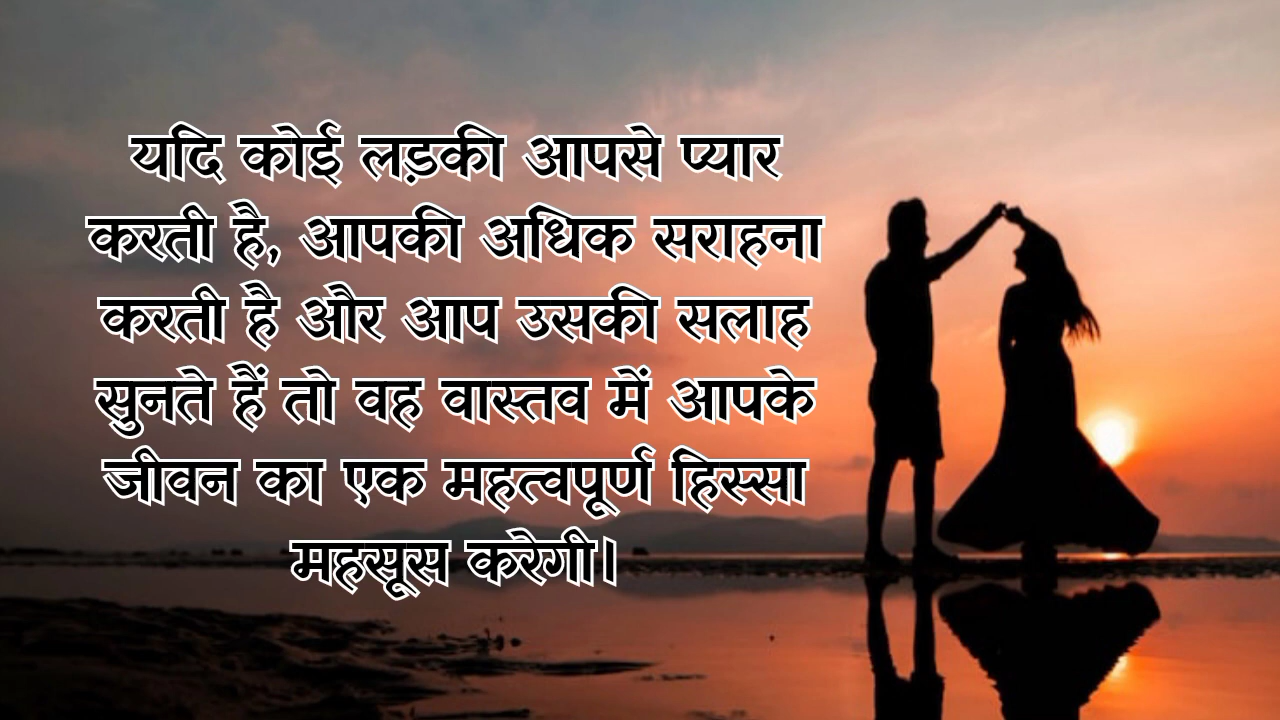 यदि कोई लड़की आपसे प्यार
करती है, आपकी अधिक सराहना
करती है और आप उसकी सलाह
सुनते हैं तो वह वास्तव में आपके
जीवन का एक महत्वपूर्ण हिस्सा
महसूस करेगी।